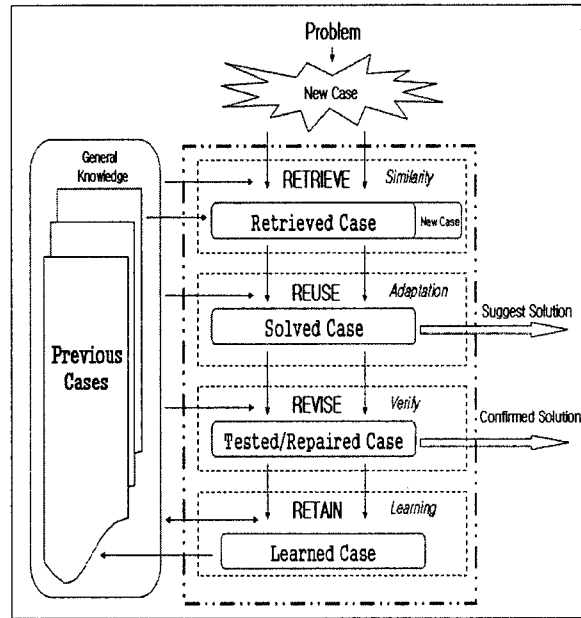 Problem
New Case
General
Knowledge
RETRIEVE
Similarity
Retrieved Case
New Case
REUSE
Adaptation
Solved Case
Suggest Solution
Previous
Cases
REVISE
Verify
Tested/Repaired Case
Confirmed Solution
RETAIN
Learning
Learned Case